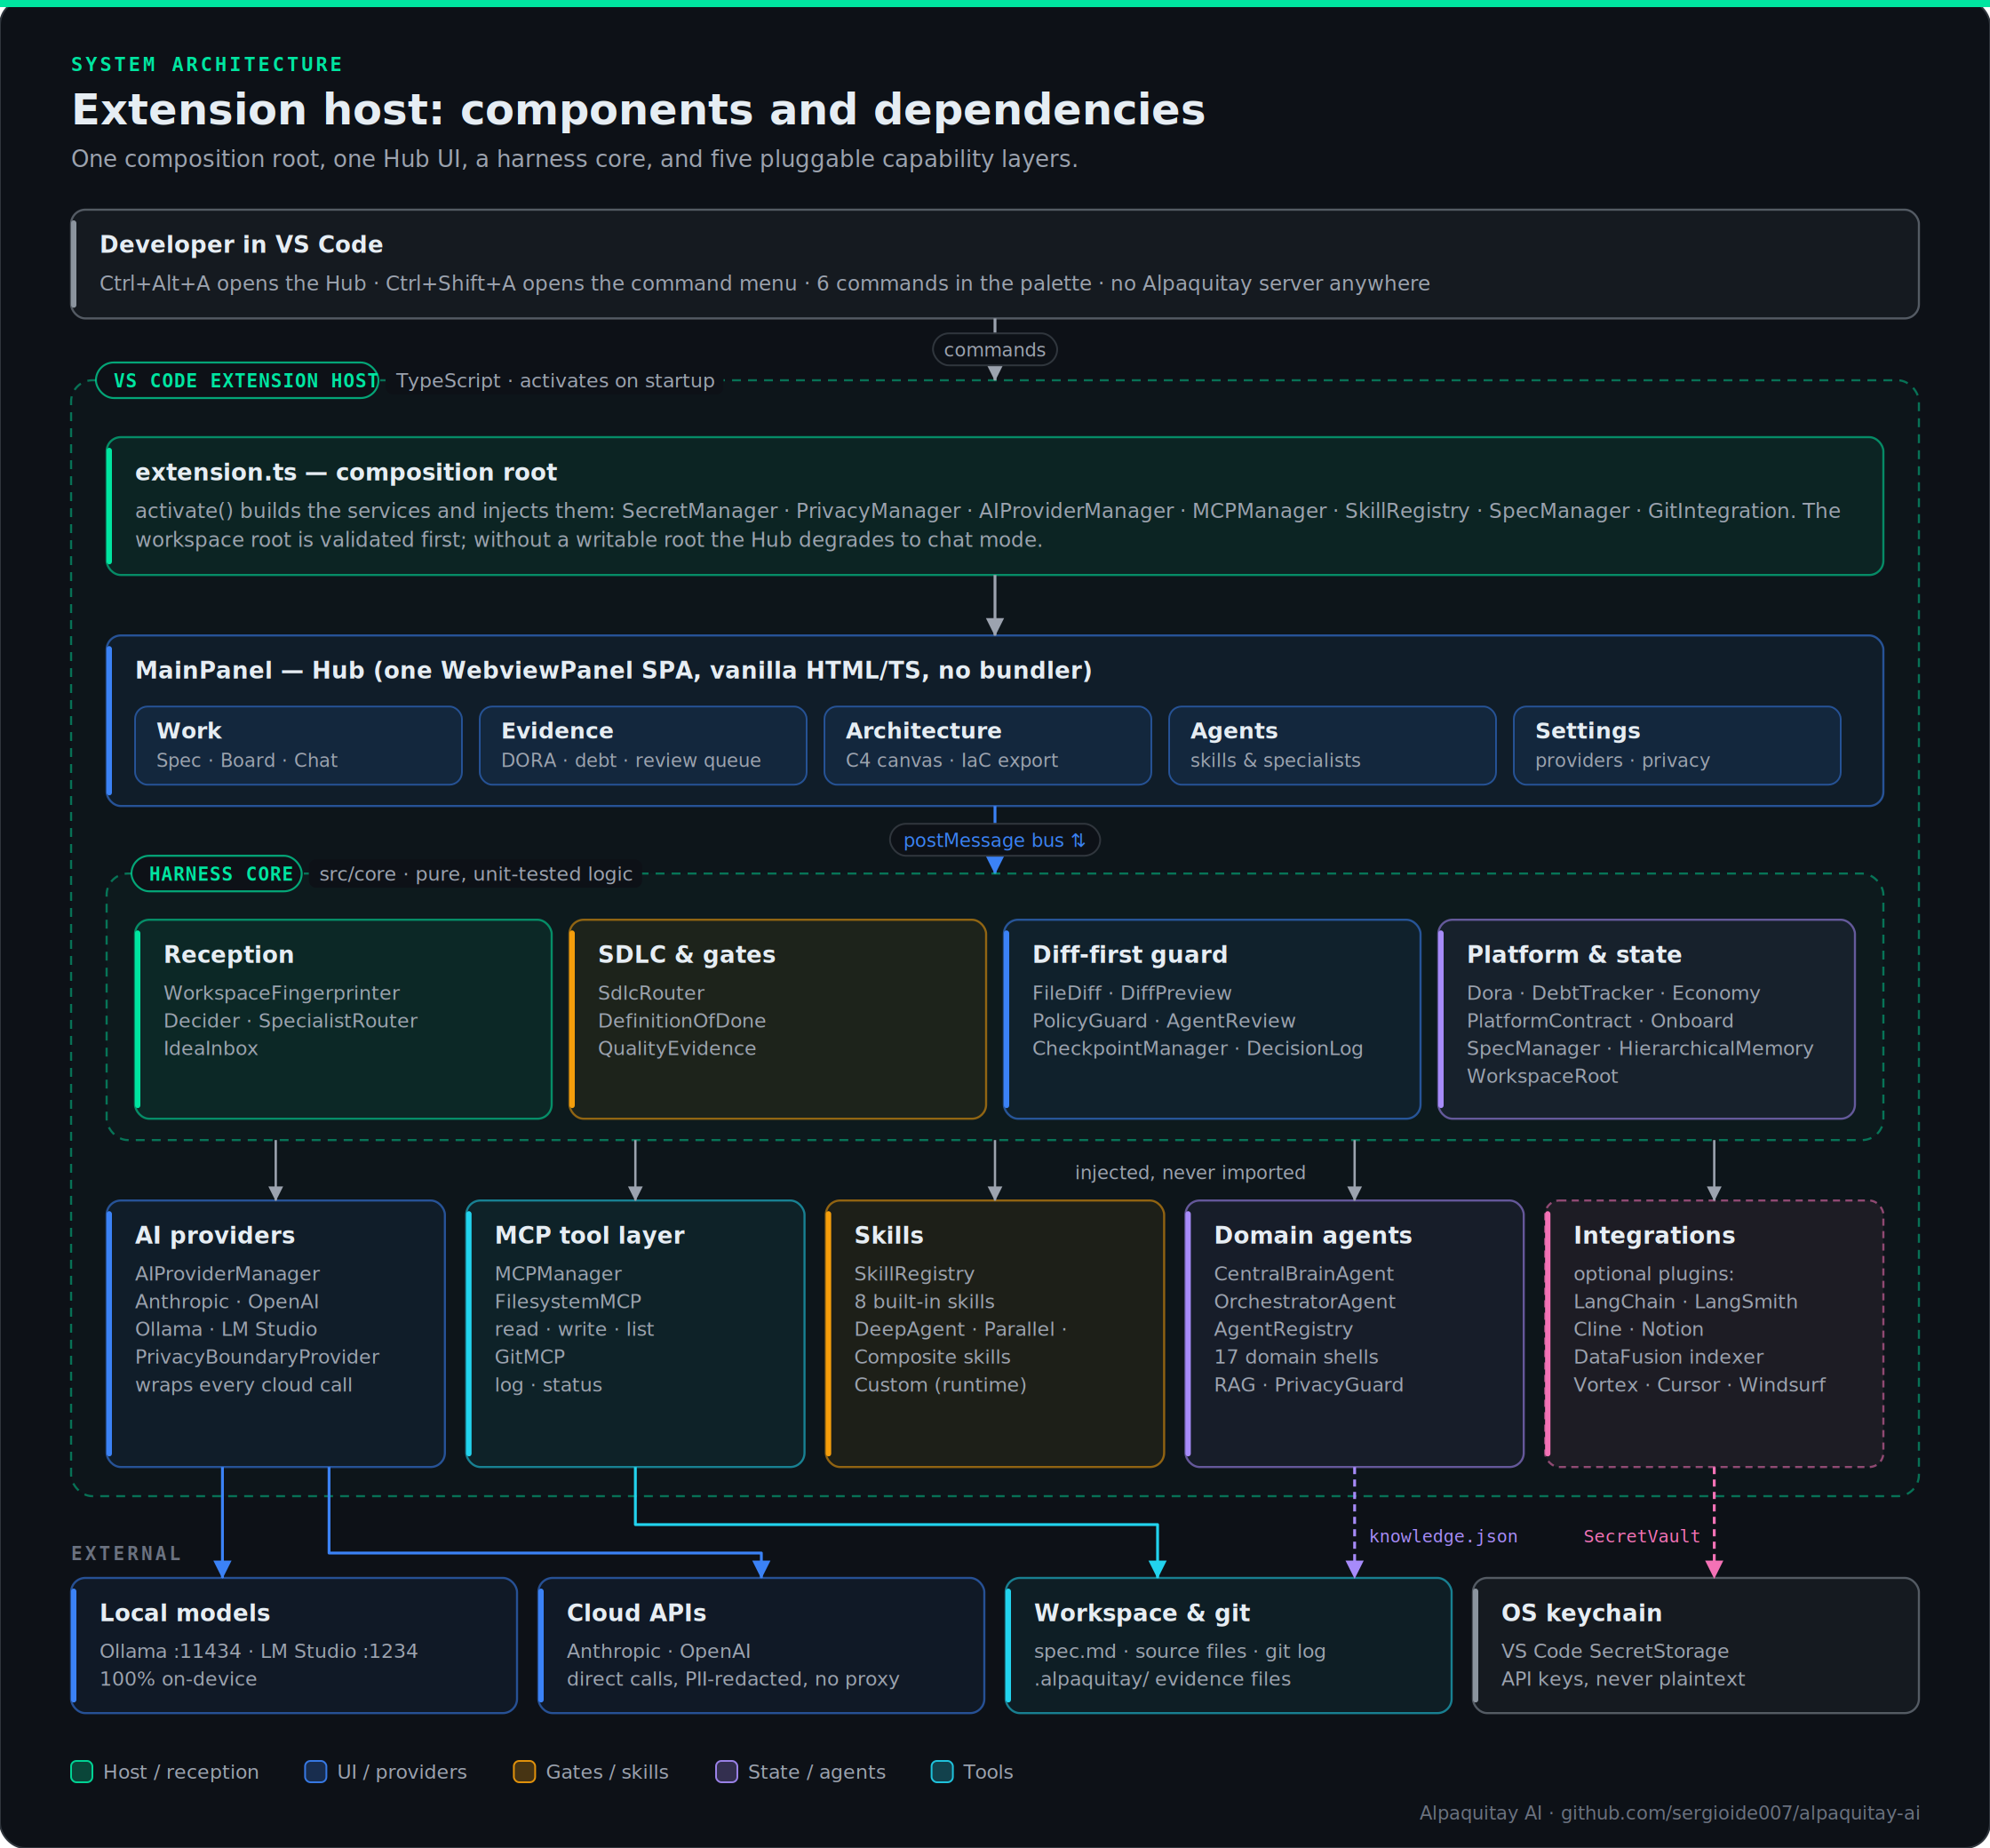 SYSTEM ARCHITECTURE
Extension host: components and dependencies
One composition root, one Hub UI, a harness core, and five pluggable capability layers.
Developer in VS Code
Ctrl+Alt+A opens the Hub · Ctrl+Shift+A opens the command menu · 6 commands in the palette · no Alpaquitay server anywhere
commands
VS CODE EXTENSION HOST
TypeScript · activates on startup
extension.ts — composition root
activate() builds the services and injects them: SecretManager · PrivacyManager · AIProviderManager · MCPManager · SkillRegistry · SpecManager · GitIntegration. The
workspace root is validated first; without a writable root the Hub degrades to chat mode.
MainPanel — Hub (one WebviewPanel SPA, vanilla HTML/TS, no bundler)
Work
Spec · Board · Chat
Evidence
DORA · debt · review queue
Architecture
C4 canvas · IaC export
Agents
skills & specialists
Settings
providers · privacy
postMessage bus ⇅
HARNESS CORE
src/core · pure, unit-tested logic
Reception
WorkspaceFingerprinter
Decider · SpecialistRouter
IdeaInbox
SDLC & gates
SdlcRouter
DefinitionOfDone
QualityEvidence
Diff-first guard
FileDiff · DiffPreview
PolicyGuard · AgentReview
CheckpointManager · DecisionLog
Platform & state
Dora · DebtTracker · Economy
PlatformContract · Onboard
SpecManager · HierarchicalMemory
WorkspaceRoot
injected, never imported
AI providers
AIProviderManager
Anthropic · OpenAI
Ollama · LM Studio
PrivacyBoundaryProvider
wraps every cloud call
MCP tool layer
MCPManager
FilesystemMCP
read · write · list
GitMCP
log · status
Skills
SkillRegistry
8 built-in skills
DeepAgent · Parallel ·
Composite skills
Custom (runtime)
Domain agents
CentralBrainAgent
OrchestratorAgent
AgentRegistry
17 domain shells
RAG · PrivacyGuard
Integrations
optional plugins:
LangChain · LangSmith
Cline · Notion
DataFusion indexer
Vortex · Cursor · Windsurf
knowledge.json
SecretVault
EXTERNAL
Local models
Ollama :11434 · LM Studio :1234
100% on-device
Cloud APIs
Anthropic · OpenAI
direct calls, PII-redacted, no proxy
Workspace & git
spec.md · source files · git log
.alpaquitay/ evidence files
OS keychain
VS Code SecretStorage
API keys, never plaintext
Host / reception
UI / providers
Gates / skills
State / agents
Tools
Alpaquitay AI · github.com/sergioide007/alpaquitay-ai